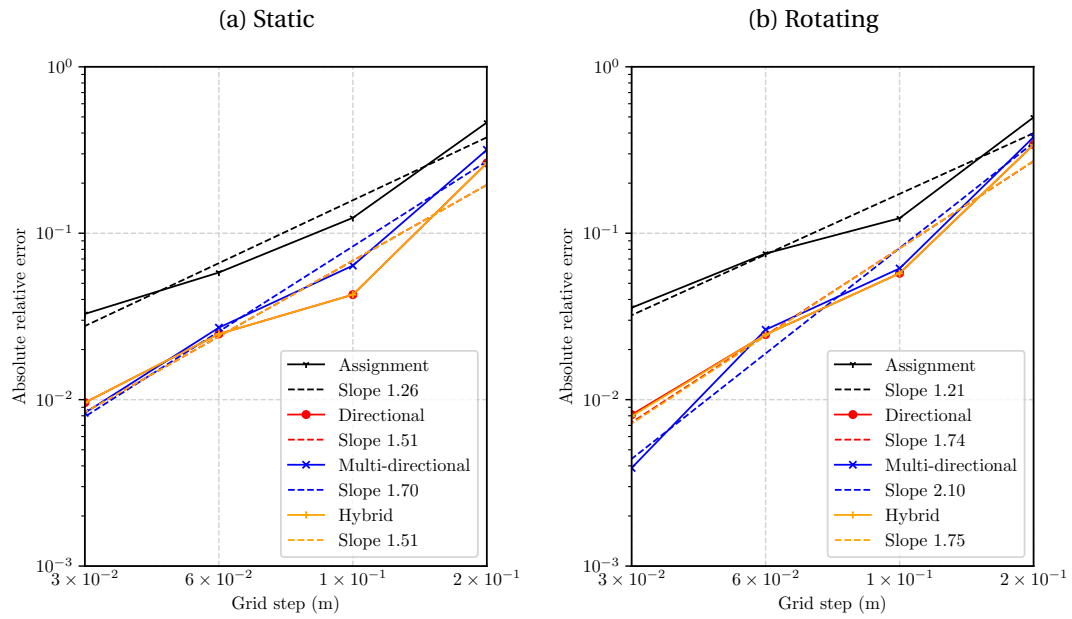 (a) Static
10⁰
10⁻¹
10⁻²
10⁻³
Absolute relative error
3 × 10⁻²
6 × 10⁻²
1 × 10⁻¹
2 × 10⁻¹
Grid step (m)
Assignment
Slope 1.26
Directional
Slope 1.51
Multi-directional
Slope 1.70
Hybrid
Slope 1.51
(b) Rotating
10⁰
10⁻¹
10⁻²
10⁻³
Absolute relative error
3 × 10⁻²
6 × 10⁻²
1 × 10⁻¹
2 × 10⁻¹
Grid step (m)
Assignment
Slope 1.21
Directional
Slope 1.74
Multi-directional
Slope 2.10
Hybrid
Slope 1.75